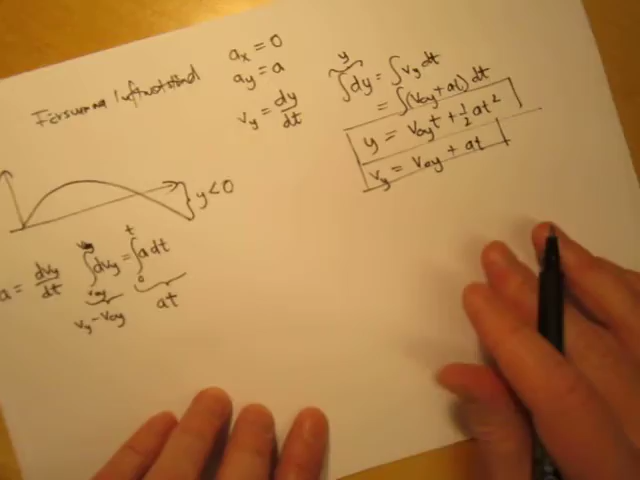 Försumma luftmotstånd
aₓ = 0
a_y = a
v_y = dy/dt
y < 0
a = dv_y/dt ∫dv_y = ∫₀ᵗ a dt
v_y - v_0y
at
y
∫dy = ∫v_y dt
= ∫(v_0y + at)dt
y = v_0y t + ½at²
v_y = v_0y + at